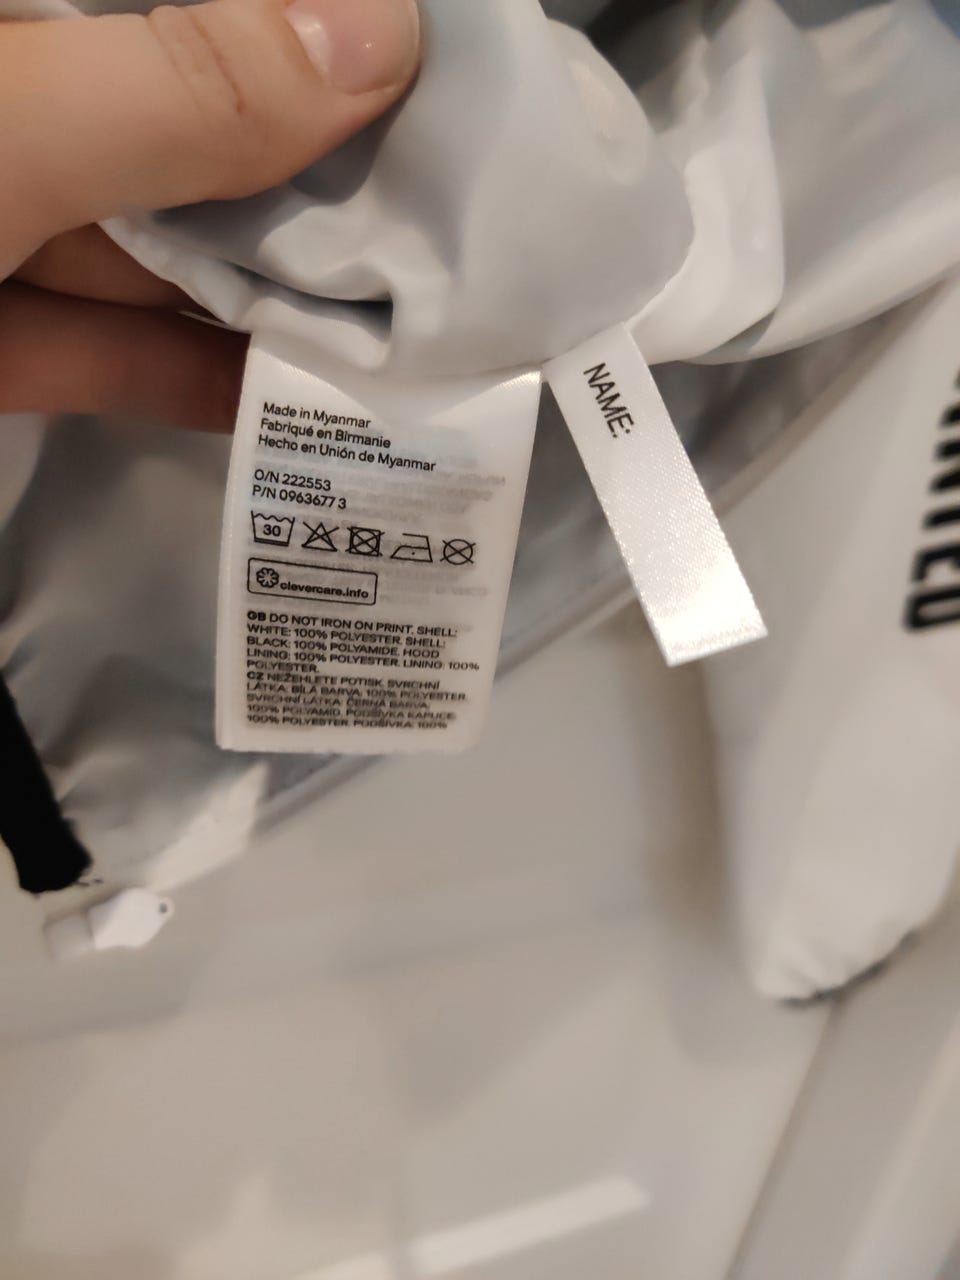 Made in Myanmar
Fabriqué en Birmanie
Hecho en Unión de Myanmar
O/N 222553
P/N 0963677 3
30
clevercare.info
GB DO NOT IRON ON PRINT. SHELL:
WHITE: 100% POLYESTER. SHELL:
BLACK: 100% POLYAMIDE. HOOD
LINING: 100% POLYESTER. LINING: 100%
POLYESTER.
CZ NEŽEHLETE POTISK. SVRCHNÍ
LÁTKA: BÍLÁ BARVA: 100% POLYESTER.
SVRCHNÍ LÁTKA: ČERNÁ BARVA:
100% POLYAMID. PODŠÍVKA KAPUCE:
100% POLYESTER. PODŠÍVKA: 100%
NAME: